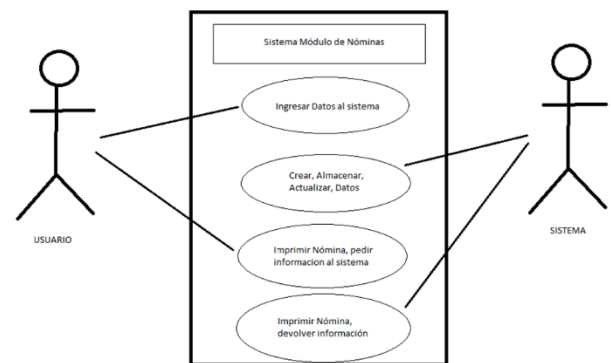 Sistema Módulo de Nóminas
Ingresar Datos al sistema
Crear, Almacenar,
Actualizar, Datos
USUARIO
SISTEMA
Imprimir Nómina, pedir
informacion al sistema
Imprimir Nómina,
devolver información